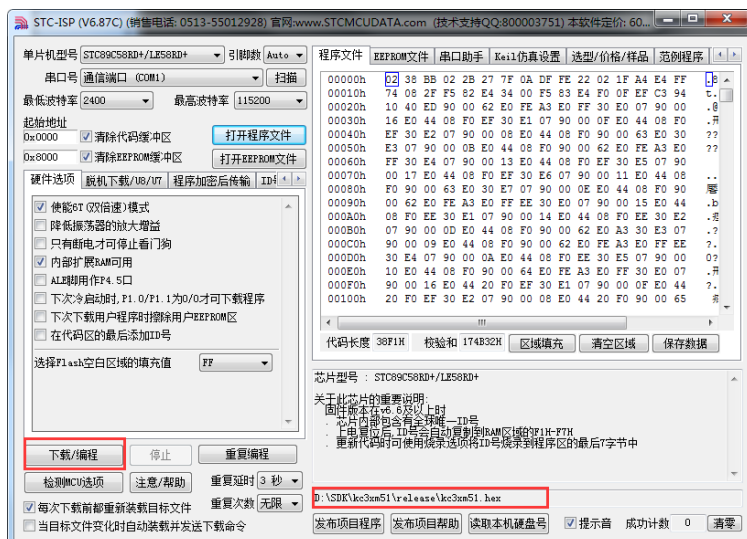 STC-ISP (V6.87C) (销售电话: 0513-55012928) 官网:www.STCMCUDATA.com (技术支持QQ:800003751) 本软件定价: 60...
单片机型号 STC89C58RD+/LE58RD+ 引脚数 Auto
串口号 通信端口 (COM1) 扫描
最低波特率 2400 最高波特率 115200
起始地址
0x0000 清除代码缓冲区 打开程序文件
0x8000 清除EEPROM缓冲区 打开EEPROM文件
硬件选项 脱机下载/U8/U7 程序加密后传输
使能6T(双倍速)模式
降低振荡器的放大增益
只有断电才可停止看门狗
内部扩展RAM可用
ALE脚用作P4.5口
下次冷启动时,P1.0/P1.1为0/0才可下载程序
下次下载用户程序时擦除用户EEPROM区
在代码区的最后添加ID号
选择Flash空白区域的填充值 FF
下载/编程 停止 重复编程
检测MCU选项 注意/帮助 重复延时 3 秒
每次下载前都重新装载目标文件 重复次数 无限
当目标文件变化时自动装载并发送下载命令
程序文件 EEPROM文件 串口助手 Keil仿真设置 选型/价格/样品 范例程序
00000h 02 38 BB 02 2B 27 7F 0A DF FE 22 02 1F A4 E4 FF
00010h 74 08 2F F5 82 E4 34 00 F5 83 E4 F0 0F EF C3 94 t.
00020h 10 40 ED 90 00 62 E0 FE A3 E0 FF 30 E0 07 90 00 .@
00030h 16 E0 44 08 F0 EF 30 E1 07 90 00 0F E0 44 08 F0
00040h EF 30 E2 07 90 00 08 E0 44 08 F0 90 00 63 E0 30 ??
00050h E3 07 90 00 0B E0 44 08 F0 90 00 62 E0 FE A3 E0 ??
00060h FF 30 E4 07 90 00 13 E0 44 08 F0 EF 30 E5 07 90
00070h 00 17 E0 44 08 F0 EF 30 E6 07 90 00 11 E0 44 08 ..
00080h F0 90 00 63 E0 30 E7 07 90 00 0E E0 44 08 F0 90
00090h 00 62 E0 FE A3 E0 FF EE 30 E0 07 90 00 15 E0 44 .b
000A0h 08 F0 EE 30 E1 07 90 00 14 E0 44 08 F0 EE 30 E2
000B0h 07 90 00 0D E0 44 08 F0 90 00 62 E0 A3 30 E3 07 .?
000C0h 90 00 09 E0 44 08 F0 90 00 62 E0 FE A3 E0 FF EE ?.
000D0h 30 E4 07 90 00 0A E0 44 08 F0 EE 30 E5 07 90 00 0?
000E0h 10 E0 44 08 F0 90 00 64 E0 FE A3 E0 FF 30 E0 07
000F0h 90 00 16 E0 44 20 F0 EF 30 E1 07 90 00 0F E0 44 ?.
00100h 20 F0 EF 30 E2 07 90 00 08 E0 44 20 F0 90 00 65
代码长度 38F1H 校验和 174B32H 区域填充 清空区域 保存数据
芯片型号 : STC89C58RD+/LE58RD+
关于此芯片的重要说明:
固件版本在v6.6及以上时
. 芯片内部包含有全球唯一ID号
. 上电复位后,ID号会自动复制到RAM区域的F1H-F7H
. 更新代码时可使用烧录选项将ID号烧录到程序区的最后7字节中
D:\SDK\kc3xm51\release\kc3xm51.hex
发布项目程序 发布项目帮助 读取本机硬盘号 提示音 成功计数 0 清零